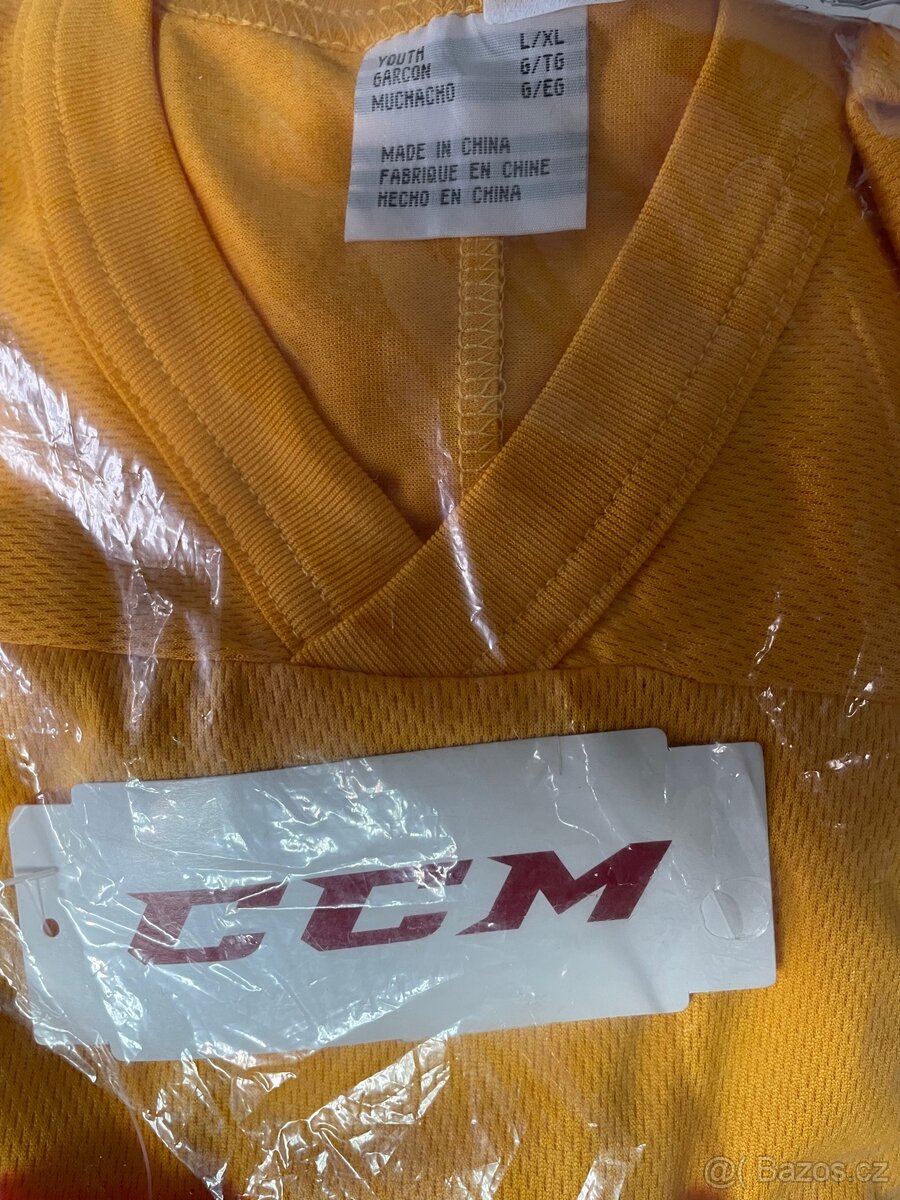 YOUTH L/XL
GARCON G/TG
MUCHACHO G/EG
MADE IN CHINA
FABRIQUE EN CHINE
HECHO EN CHINA
CCM
@( Bazos.cz